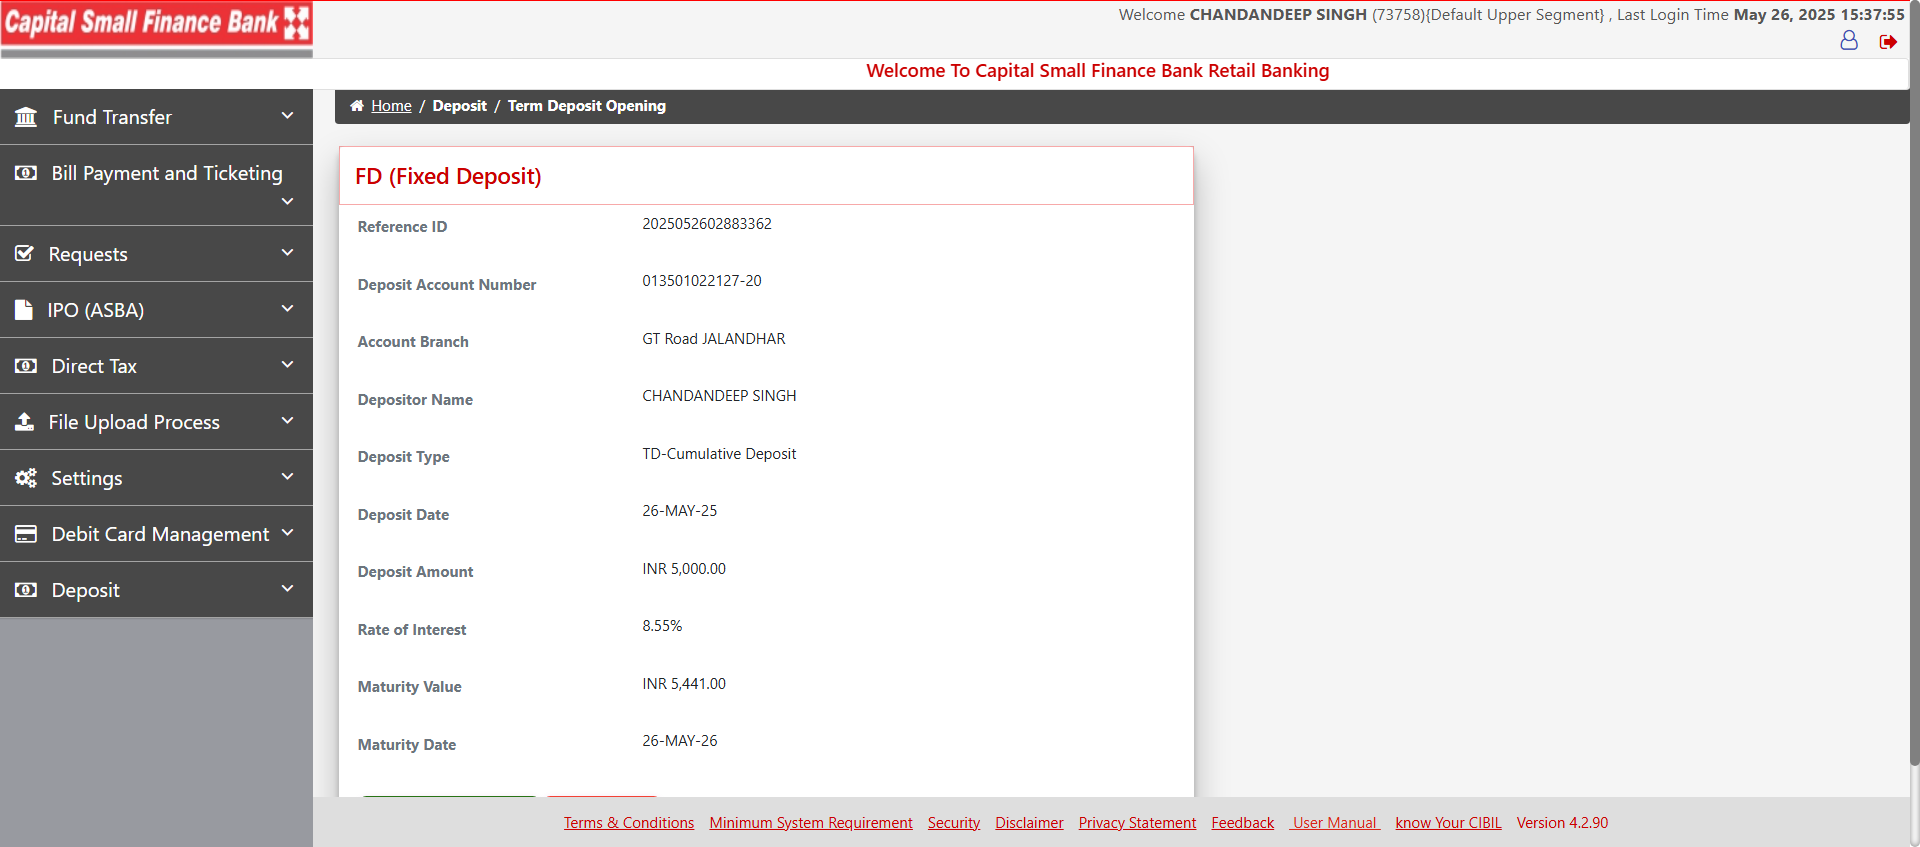 Capital Small Finance Bank
Welcome CHANDANDEEP SINGH (73758){Default Upper Segment} , Last Login Time May 26, 2025 15:37:55
Welcome To Capital Small Finance Bank Retail Banking
Fund Transfer
Bill Payment and Ticketing
Requests
IPO (ASBA)
Direct Tax
File Upload Process
Settings
Debit Card Management
Deposit
Home / Deposit / Term Deposit Opening
FD (Fixed Deposit)
Reference ID 2025052602883362
Deposit Account Number 013501022127-20
Account Branch GT Road JALANDHAR
Depositor Name CHANDANDEEP SINGH
Deposit Type TD-Cumulative Deposit
Deposit Date 26-MAY-25
Deposit Amount INR 5,000.00
Rate of Interest 8.55%
Maturity Value INR 5,441.00
Maturity Date 26-MAY-26
Terms & Conditions Minimum System Requirement Security Disclaimer Privacy Statement Feedback User Manual know Your CIBIL Version 4.2.90